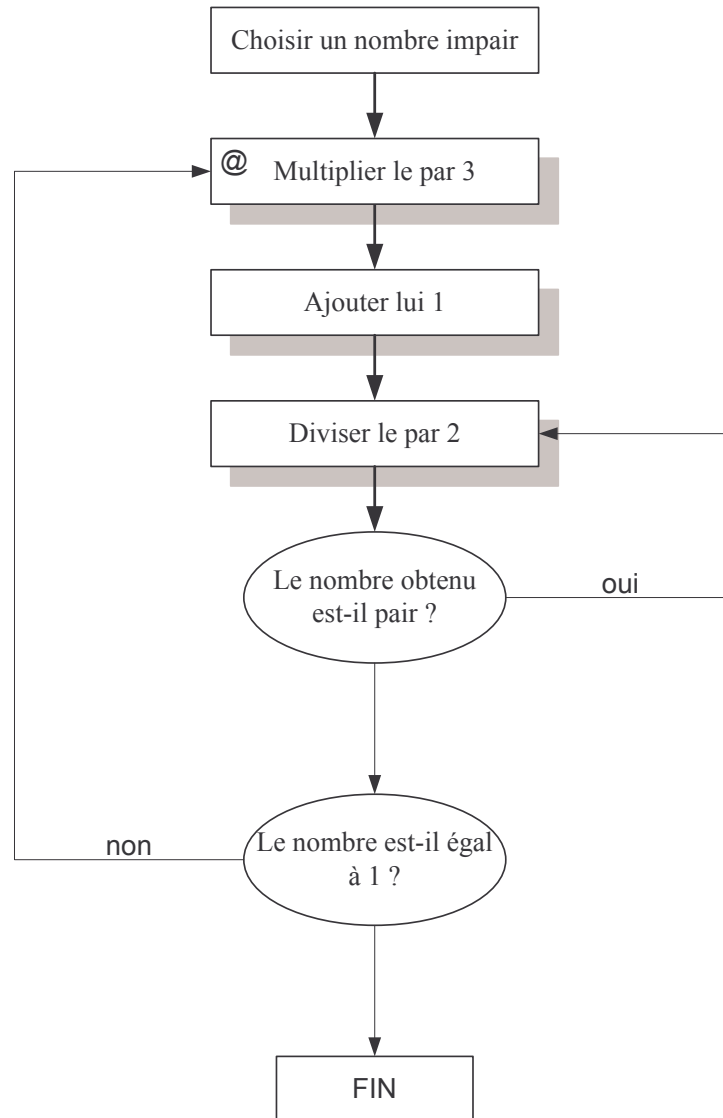 Choisir un nombre impair
@
Multiplier le par 3
Ajouter lui 1
Diviser le par 2
Le nombre obtenu
est-il pair ?
oui
Le nombre est-il égal
à 1 ?
non
FIN